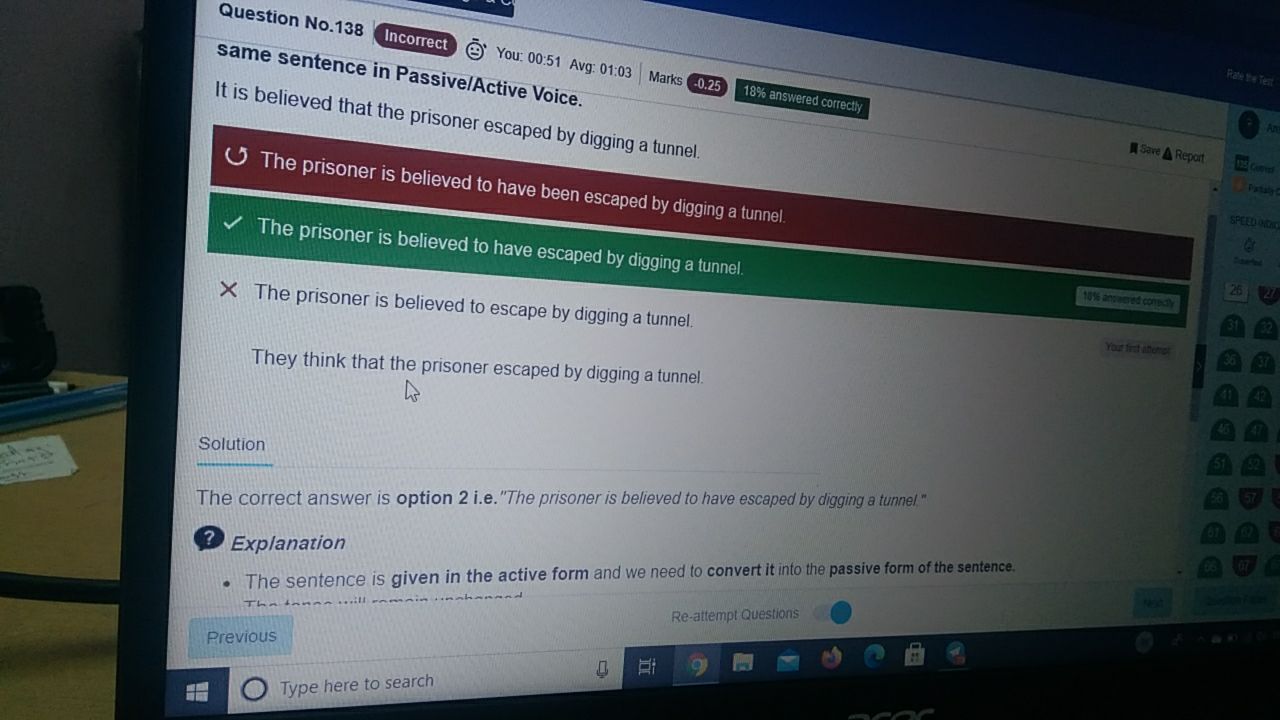 Question No.138 Incorrect You: 00:51 Avg: 01:03 Marks -0.25 18% answered correctly
Rate the Test
same sentence in Passive/Active Voice.
Save Report
It is believed that the prisoner escaped by digging a tunnel.
The prisoner is believed to have been escaped by digging a tunnel.
The prisoner is believed to have escaped by digging a tunnel.
18% answered correctly
The prisoner is believed to escape by digging a tunnel.
Your first attempt
They think that the prisoner escaped by digging a tunnel.
Solution
The correct answer is option 2 i.e. "The prisoner is believed to have escaped by digging a tunnel."
? Explanation
• The sentence is given in the active form and we need to convert it into the passive form of the sentence.
The tense will remain unchanged
Previous Re-attempt Questions Next
Type here to search
acer
26 27
31 32
36 37
41 42
46 47
51 52
56 57